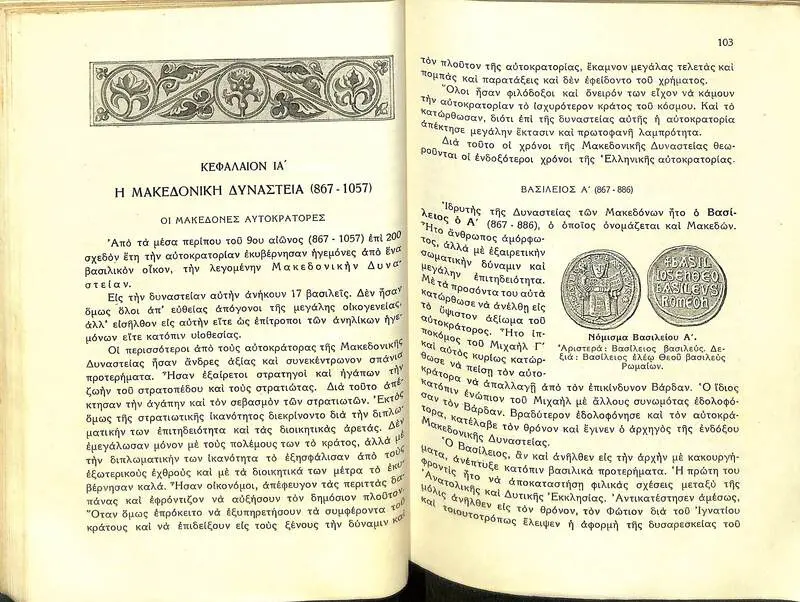 ΚΕΦΑΛΑΙΟΝ ΙΑ΄
Η ΜΑΚΕΔΟΝΙΚΗ ΔΥΝΑΣΤΕΙΑ (867 - 1057)
ΟΙ ΜΑΚΕΔΟΝΕΣ ΑΥΤΟΚΡΑΤΟΡΕΣ
Ἀπὸ τὰ μέσα περίπου τοῦ 9ου αἰῶνος (867 - 1057) ἐπὶ 200
σχεδὸν ἔτη τὴν αὐτοκρατορίαν ἐκυβέρνησαν ἡγεμόνες ἀπὸ ἕνα
βασιλικὸν οἶκον, τὴν λεγομένην Μακεδονικὴν Δυνα-
στείαν.
Εἰς τὴν δυναστείαν αὐτὴν ἀνήκουν 17 βασιλεῖς. Δὲν ἦσαν
ὅμως ὅλοι ἀπ' εὐθείας ἀπόγονοι τῆς μεγάλης οἰκογενείας,
ἀλλ' εἰσῆλθον εἰς αὐτὴν εἴτε ὡς ἐπίτροποι τῶν ἀνηλίκων ἡγε-
μόνων εἴτε κατόπιν υἱοθεσίας.
Οἱ περισσότεροι ἀπὸ τοὺς αὐτοκράτορας τῆς Μακεδονικῆς
Δυναστείας ἦσαν ἄνδρες ἀξίας καὶ συνεκέντρωνον σπάνια
προτερήματα. Ἦσαν ἐξαίρετοι στρατηγοὶ καὶ ἠγάπων τὴν
ζωὴν τοῦ στρατοπέδου καὶ τοὺς στρατιώτας. Διὰ τοῦτο ἀπέ-
κτησαν τὴν ἀγάπην καὶ τὸν σεβασμὸν τῶν στρατιωτῶν. Ἐκτὸς
ὅμως τῆς στρατιωτικῆς ἱκανότητος διεκρίνοντο διὰ τὴν διπλω-
ματικήν των ἐπιτηδειότητα καὶ τὰς διοικητικὰς ἀρετάς. Δὲν
ἐμεγάλωσαν μόνον μὲ τοὺς πολέμους των τὸ κράτος, ἀλλὰ μὲ
τὴν διπλωματικήν των ἱκανότητα τὸ ἐξησφάλισαν ἀπὸ τοὺς
ἐξωτερικοὺς ἐχθροὺς καὶ μὲ τὰ διοικητικά των μέτρα τὸ ἐκυ-
βέρνησαν καλά. Ἦσαν οἰκονόμοι, ἀπέφευγον τὰς περιττὰς δα-
πάνας καὶ ἐφρόντιζον νὰ αὐξήσουν τὸν δημόσιον πλοῦτον.
Ὅταν ὅμως ἐπρόκειτο νὰ ἐξυπηρετήσουν τὰ συμφέροντα τοῦ
κράτους καὶ νὰ ἐπιδείξουν εἰς τοὺς ξένους τὴν δύναμιν καὶ
103
τὸν πλοῦτον τῆς αὐτοκρατορίας, ἔκαμνον μεγάλας τελετὰς καὶ
πομπὰς καὶ παρατάξεις καὶ δὲν ἐφείδοντο τοῦ χρήματος.
Ὅλοι ἦσαν φιλόδοξοι καὶ ὄνειρόν των εἶχον νὰ κάμουν
τὴν αὐτοκρατορίαν τὸ ἰσχυρότερον κράτος τοῦ κόσμου. Καὶ τὸ
κατώρθωσαν, διότι ἐπὶ τῆς δυναστείας αὐτῆς ἡ αὐτοκρατορία
ἀπέκτησε μεγάλην ἔκτασιν καὶ πρωτοφανῆ λαμπρότητα.
Διὰ τοῦτο οἱ χρόνοι τῆς Μακεδονικῆς Δυναστείας θεω-
ροῦνται οἱ ἐνδοξότεροι χρόνοι τῆς Ἑλληνικῆς αὐτοκρατορίας.
ΒΑΣΙΛΕΙΟΣ Α΄ (867 - 886)
Ἱδρυτὴς τῆς Δυναστείας τῶν Μακεδόνων ἦτο ὁ Βασί-
λειος ὁ Α΄ (867 - 886), ὁ ὁποῖος ὀνομάζεται καὶ Μακεδών.
Ἦτο ἄνθρωπος ἀμόρφω-
τος, ἀλλὰ μὲ ἐξαιρετικὴν
σωματικὴν δύναμιν καὶ
μεγάλην ἐπιτηδειότητα.
Μὲ τὰ προσόντα του αὐτὰ
κατώρθωσε νὰ ἀνέλθῃ εἰς
τὸ ὕψιστον ἀξίωμα τοῦ
αὐτοκράτορος. Ἦτο ἱπ-
ποκόμος τοῦ Μιχαὴλ Γ΄
καὶ αὐτὸς κυρίως κατώρ-
θωσε νὰ πείσῃ τὸν αὐτο-
κράτορα νὰ ἀπαλλαγῇ ἀπὸ τὸν ἐπικίνδυνον Βάρδαν. Ὁ ἴδιος
κατόπιν ἐνώπιον τοῦ Μιχαὴλ μὲ ἄλλους συνωμότας ἐδολοφό-
σαν τὸν Βάρδαν. Βραδύτερον ἐδολοφόνησε καὶ τὸν αὐτοκρά-
τορα, κατέλαβε τὸν θρόνον καὶ ἔγινεν ὁ ἀρχηγὸς τῆς ἐνδόξου
Μακεδονικῆς Δυναστείας.
✠BASIL
IOSEnΘEO
bASILEVS
ROMEOn
Νόμισμα Βασιλείου Α΄.
Ἀριστερά : Βασίλειος βασιλεύς. Δε-
ξιά : Βασίλειος ἐλέῳ Θεοῦ βασιλεὺς
Ρωμαίων.
Ὁ Βασίλειος, ἂν καὶ ἀνῆλθεν εἰς τὴν ἀρχὴν μὲ κακουργή-
ματα, ἀνέπτυξε κατόπιν βασιλικὰ προτερήματα. Ἡ πρώτη του
φροντὶς ἦτο νὰ ἀποκαταστήσῃ φιλικὰς σχέσεις μεταξὺ τῆς
Ἀνατολικῆς καὶ Δυτικῆς Ἐκκλησίας. Ἀντικατέστησεν ἀμέσως,
μόλις ἀνῆλθεν εἰς τὸν θρόνον, τὸν Φώτιον διὰ τοῦ Ἰγνατίου
καὶ τοιουτοτρόπως ἔλειψεν ἡ ἀφορμὴ τῆς δυσαρεσκείας τοῦ